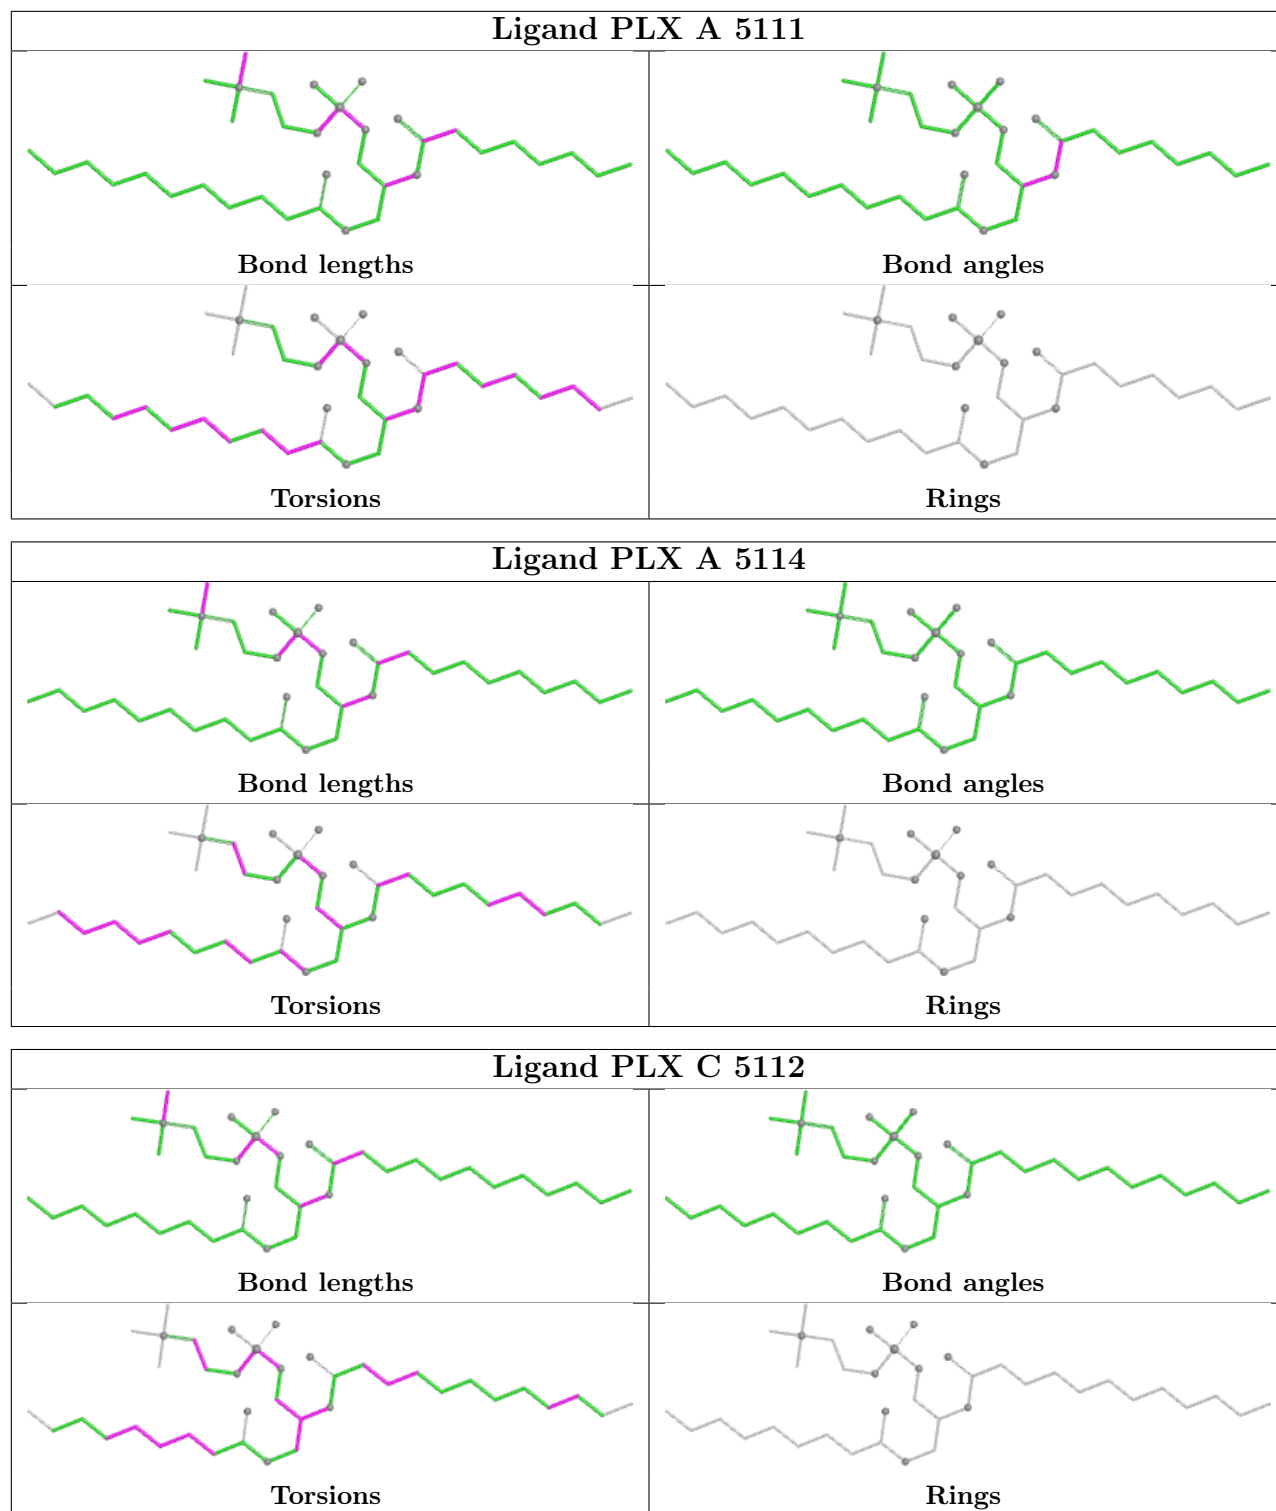 Ligand PLX A 5111
Bond lengths
Bond angles
Torsions
Rings
Ligand PLX A 5114
Bond lengths
Bond angles
Torsions
Rings
Ligand PLX C 5112
Bond lengths
Bond angles
Torsions
Rings